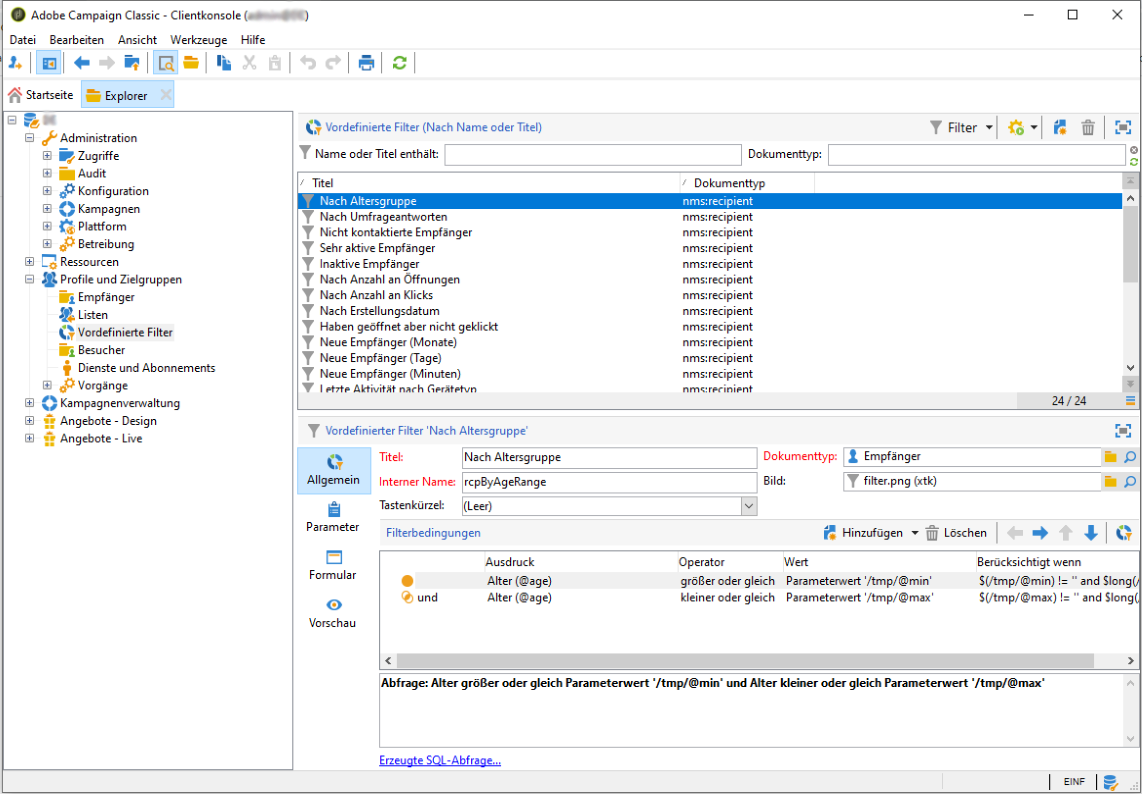 Adobe Campaign Classic - Clientkonsole ( )
Datei Bearbeiten Ansicht Werkzeuge Hilfe
Startseite Explorer
Administration
Zugriffe
Audit
Konfiguration
Kampagnen
Plattform
Betreibung
Ressourcen
Profile und Zielgruppen
Empfänger
Listen
Vordefinierte Filter
Besucher
Dienste und Abonnements
Vorgänge
Kampagnenverwaltung
Angebote - Design
Angebote - Live
Vordefinierte Filter (Nach Name oder Titel) Filter
Name oder Titel enthält: Dokumenttyp:
Titel Dokumenttyp
Nach Altersgruppe nms:recipient
Nach Umfrageantworten nms:recipient
Nicht kontaktierte Empfänger nms:recipient
Sehr aktive Empfänger nms:recipient
Inaktive Empfänger nms:recipient
Nach Anzahl an Öffnungen nms:recipient
Nach Anzahl an Klicks nms:recipient
Nach Erstellungsdatum nms:recipient
Haben geöffnet aber nicht geklickt nms:recipient
Neue Empfänger (Monate) nms:recipient
Neue Empfänger (Tage) nms:recipient
Neue Empfänger (Minuten) nms:recipient
Letzte Aktivität nach Gerätetyp nms:recipient
24 / 24
Vordefinierter Filter 'Nach Altersgruppe'
Allgemein
Parameter
Formular
Vorschau
Titel: Nach Altersgruppe Dokumenttyp: Empfänger
Interner Name: rcpByAgeRange Bild: filter.png (xtk)
Tastenkürzel: (Leer)
Filterbedingungen Hinzufügen Löschen
Ausdruck Operator Wert Berücksichtigt wenn
Alter (@age) größer oder gleich Parameterwert '/tmp/@min' $(/tmp/@min) != '' and $long(/
und Alter (@age) kleiner oder gleich Parameterwert '/tmp/@max' $(/tmp/@max) != '' and $long(/
Abfrage: Alter größer oder gleich Parameterwert '/tmp/@min' und Alter kleiner oder gleich Parameterwert '/tmp/@max'
Erzeugte SQL-Abfrage...
EINF